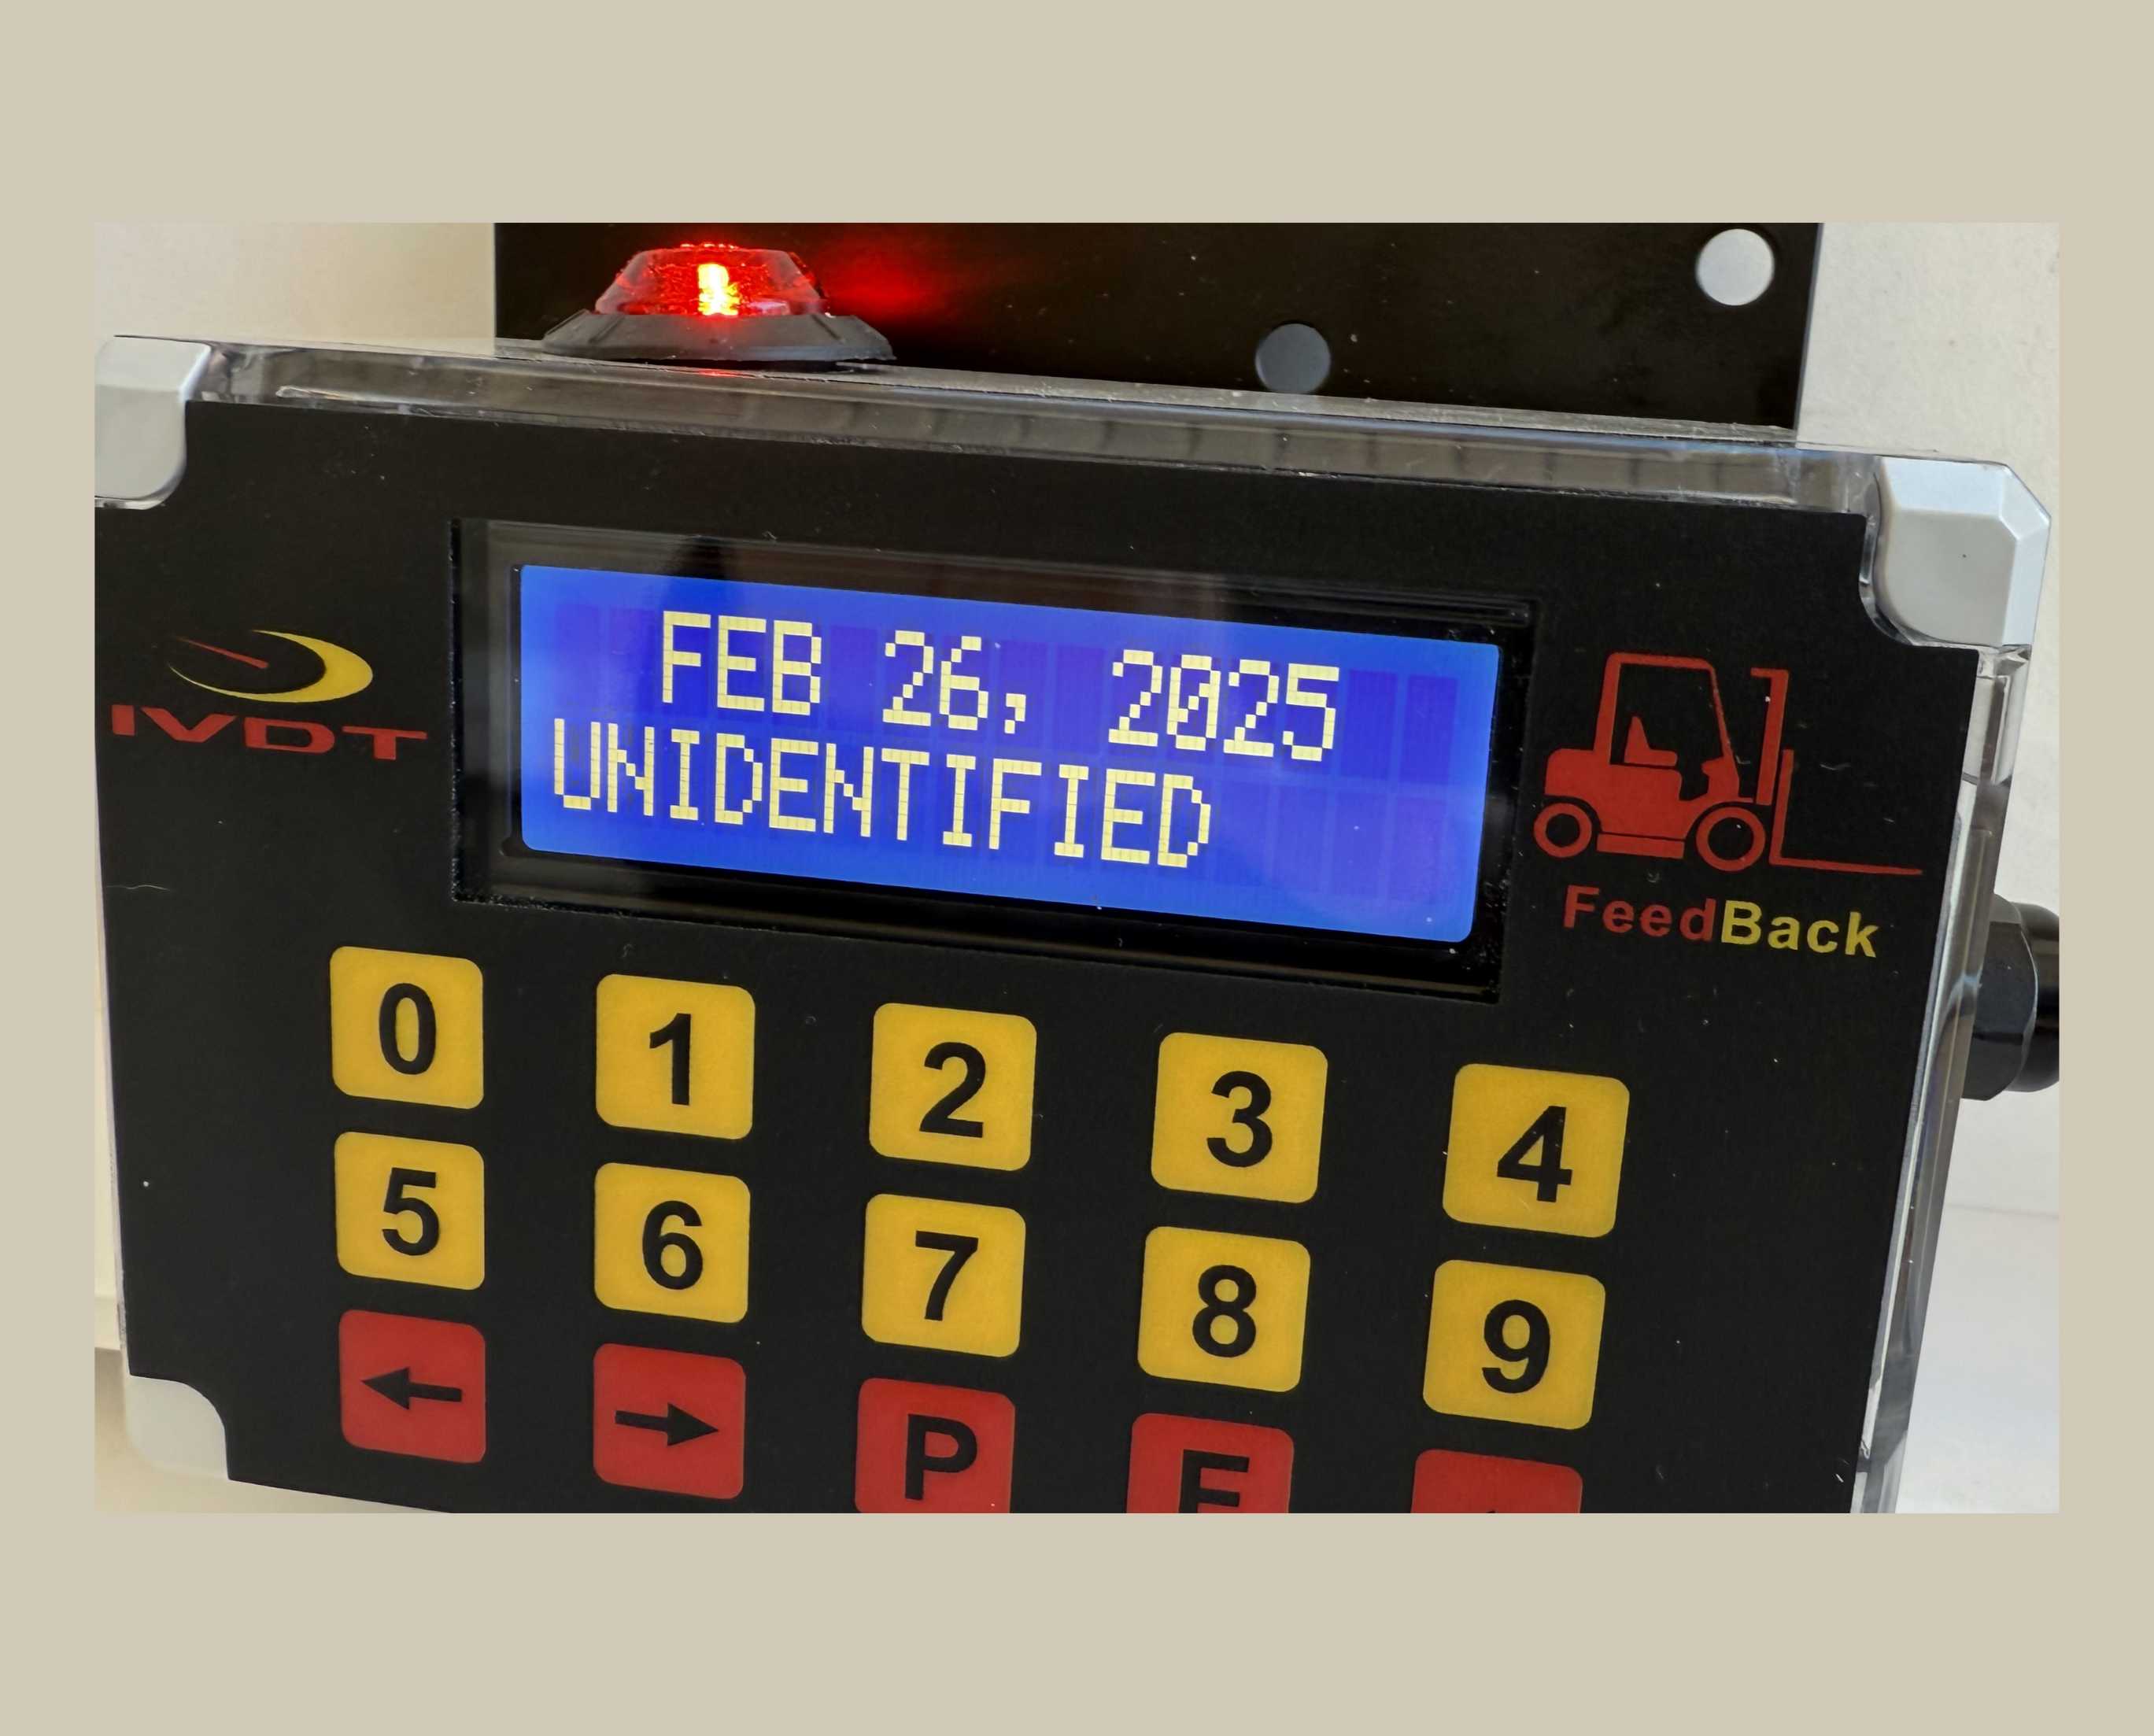 FEB 26, 2025
UNIDENTIFIED
IVDT
FeedBack
0 1 2 3 4
5 6 7 8 9
← → P